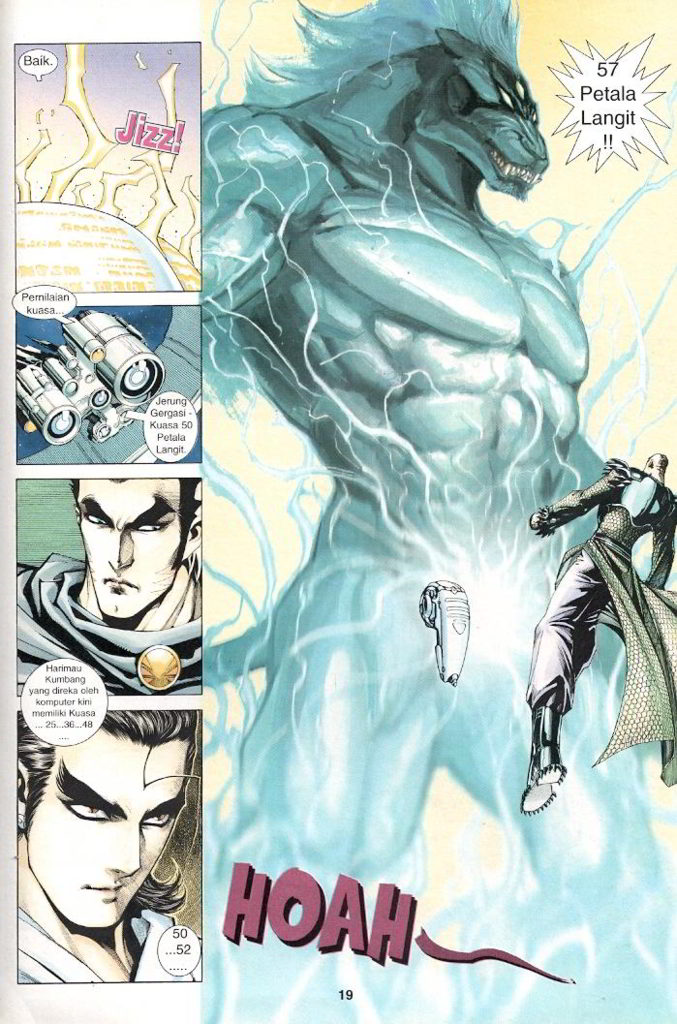 Baik.
Jizz!
Pernilaian
kuasa...
Jerung
Gergasi -
Kuasa 50
Petala
Langit.
Harimau
Kumbang
yang direka oleh
komputer kini
memiliki Kuasa
... 25...36...48
....
50
...52
.....
57
Petala
Langit
!!
HOAH
19